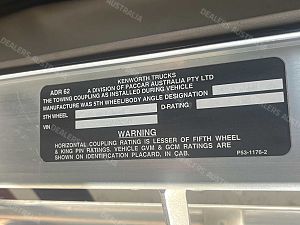 KENWORTH TRUCKS
ADR 62 A DIVISION OF PACCAR AUSTRALIA PTY LTD
THE TOWING COUPLING AS INSTALLED DURING VEHICLE
MANUFACTURE WAS 5TH WHEEL/BODY ANGLE DESIGNATION
5TH WHEEL D-RATING
VIN
WARNING
HORIZONTAL COUPLING RATING IS LESSER OF FIFTH WHEEL
& KING PIN RATINGS. VEHICLE GVM & GCM RATINGS ARE
SHOWN ON IDENTIFICATION PLACARD, IN CAB.
P53-1176-2
DEALERS AUSTRALIA